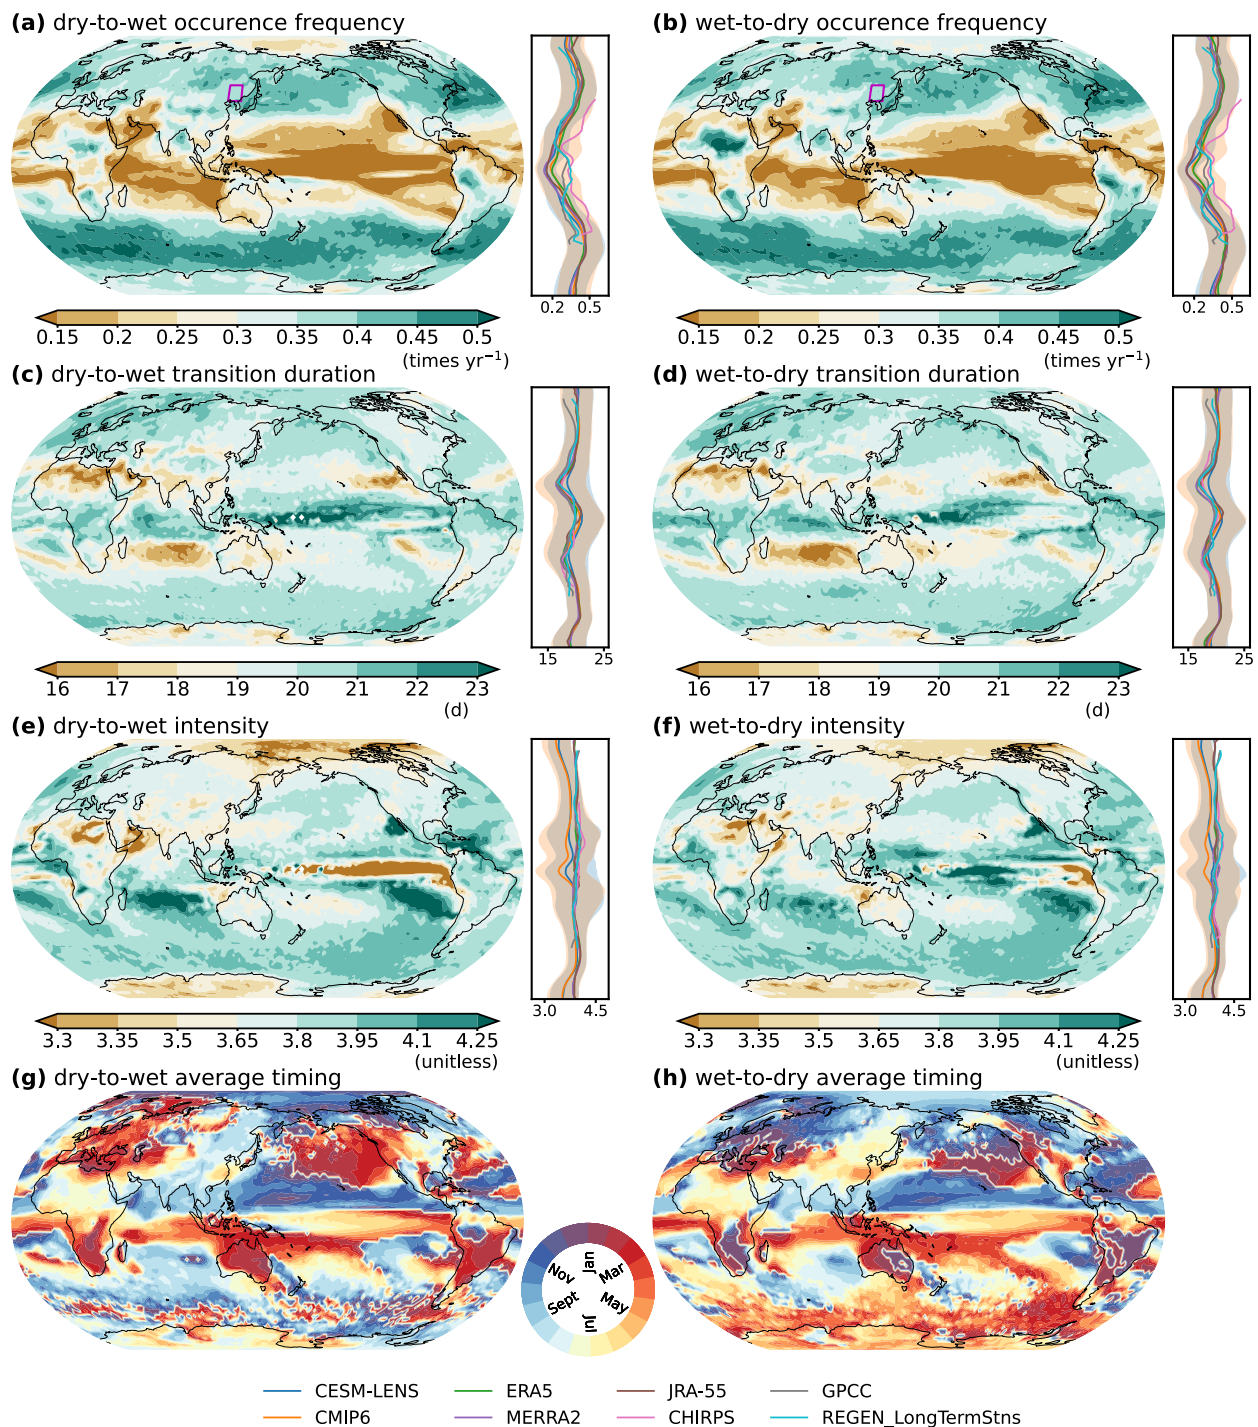 (a) dry-to-wet occurence frequency
(b) wet-to-dry occurence frequency
0.2 0.5
0.2 0.5
0.15 0.2 0.25 0.3 0.35 0.4 0.45 0.5
(times yr−1)
0.15 0.2 0.25 0.3 0.35 0.4 0.45 0.5
(times yr−1)
(c) dry-to-wet transition duration
(d) wet-to-dry transition duration
15 25
15 25
16 17 18 19 20 21 22 23
(d)
16 17 18 19 20 21 22 23
(d)
(e) dry-to-wet intensity
(f) wet-to-dry intensity
3.0 4.5
3.0 4.5
3.3 3.35 3.5 3.65 3.8 3.95 4.1 4.25
(unitless)
3.3 3.35 3.5 3.65 3.8 3.95 4.1 4.25
(unitless)
(g) dry-to-wet average timing
(h) wet-to-dry average timing
Jan
Mar
May
Jul
Sept
Nov
CESM-LENS ERA5 JRA-55 GPCC
CMIP6 MERRA2 CHIRPS REGEN_LongTermStns